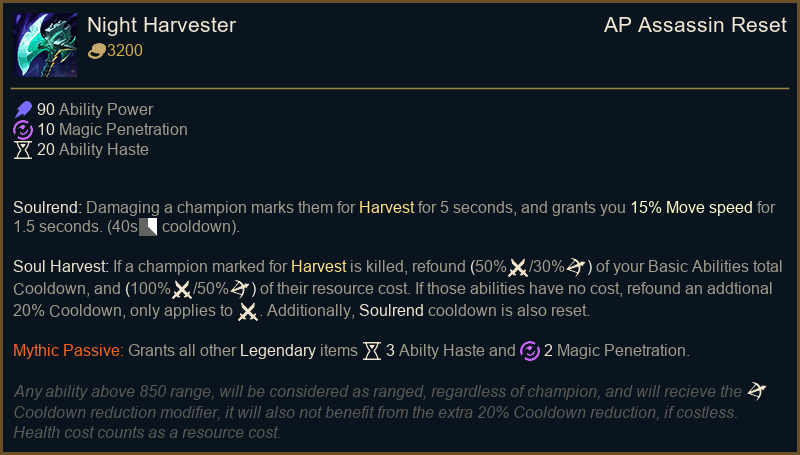 Night Harvester
AP Assassin Reset
3200
90 Ability Power
10 Magic Penetration
20 Ability Haste
Soulrend: Damaging a champion marks them for Harvest for 5 seconds, and grants you 15% Move speed for
1.5 seconds. (40s cooldown).
Soul Harvest: If a champion marked for Harvest is killed, refound (50% /30% ) of your Basic Abilities total
Cooldown, and (100% /50% ) of their resource cost. If those abilities have no cost, refound an addtional
20% Cooldown, only applies to . Additionally, Soulrend cooldown is also reset.
Mythic Passive: Grants all other Legendary items 3 Abilty Haste and 2 Magic Penetration.
Any ability above 850 range, will be considered as ranged, regardless of champion, and will recieve the
Cooldown reduction modifier, it will also not benefit from the extra 20% Cooldown reduction, if costless.
Health cost counts as a resource cost.